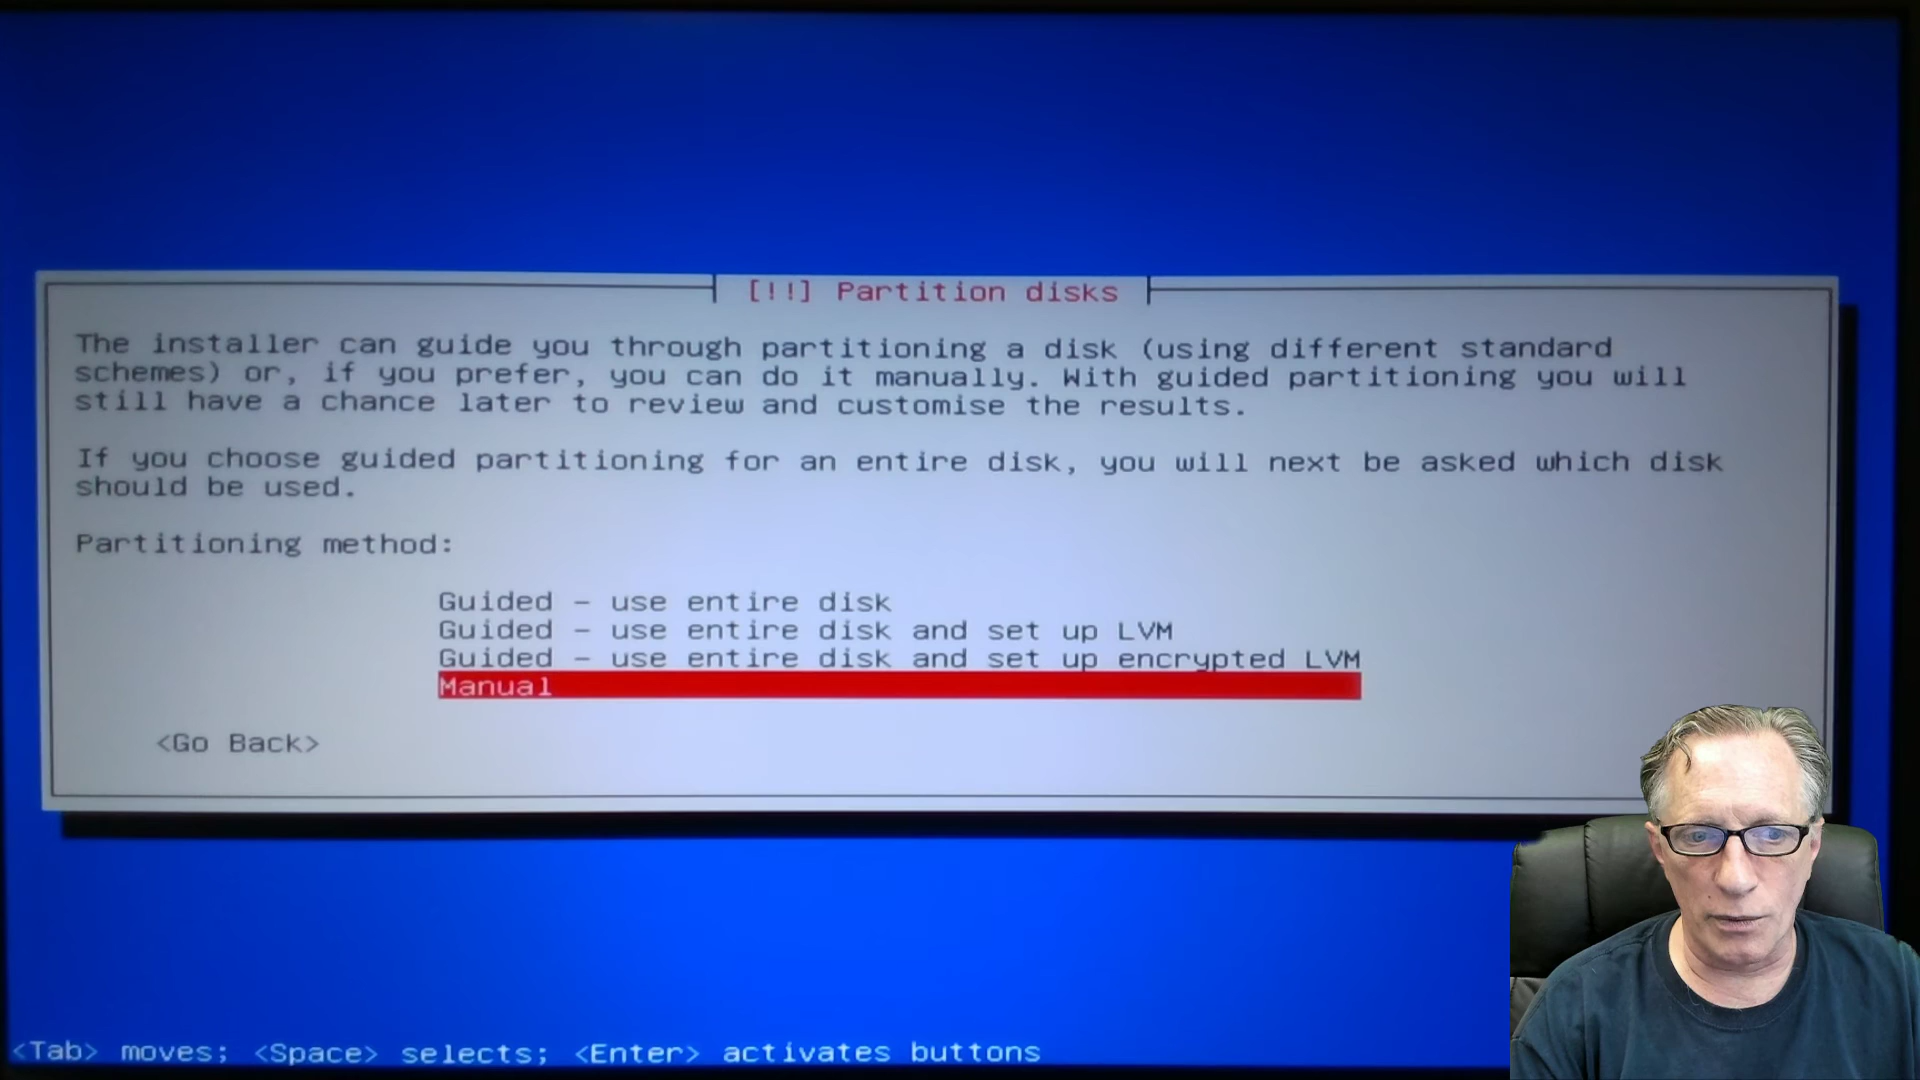 [!!] Partition disks
The installer can guide you through partitioning a disk (using different standard
schemes) or, if you prefer, you can do it manually. With guided partitioning you will
still have a chance later to review and customise the results.
If you choose guided partitioning for an entire disk, you will next be asked which disk
should be used.
Partitioning method:
Guided - use entire disk
Guided - use entire disk and set up LVM
Guided - use entire disk and set up encrypted LVM
Manual
<Go Back>
<Tab> moves; <Space> selects; <Enter> activates buttons